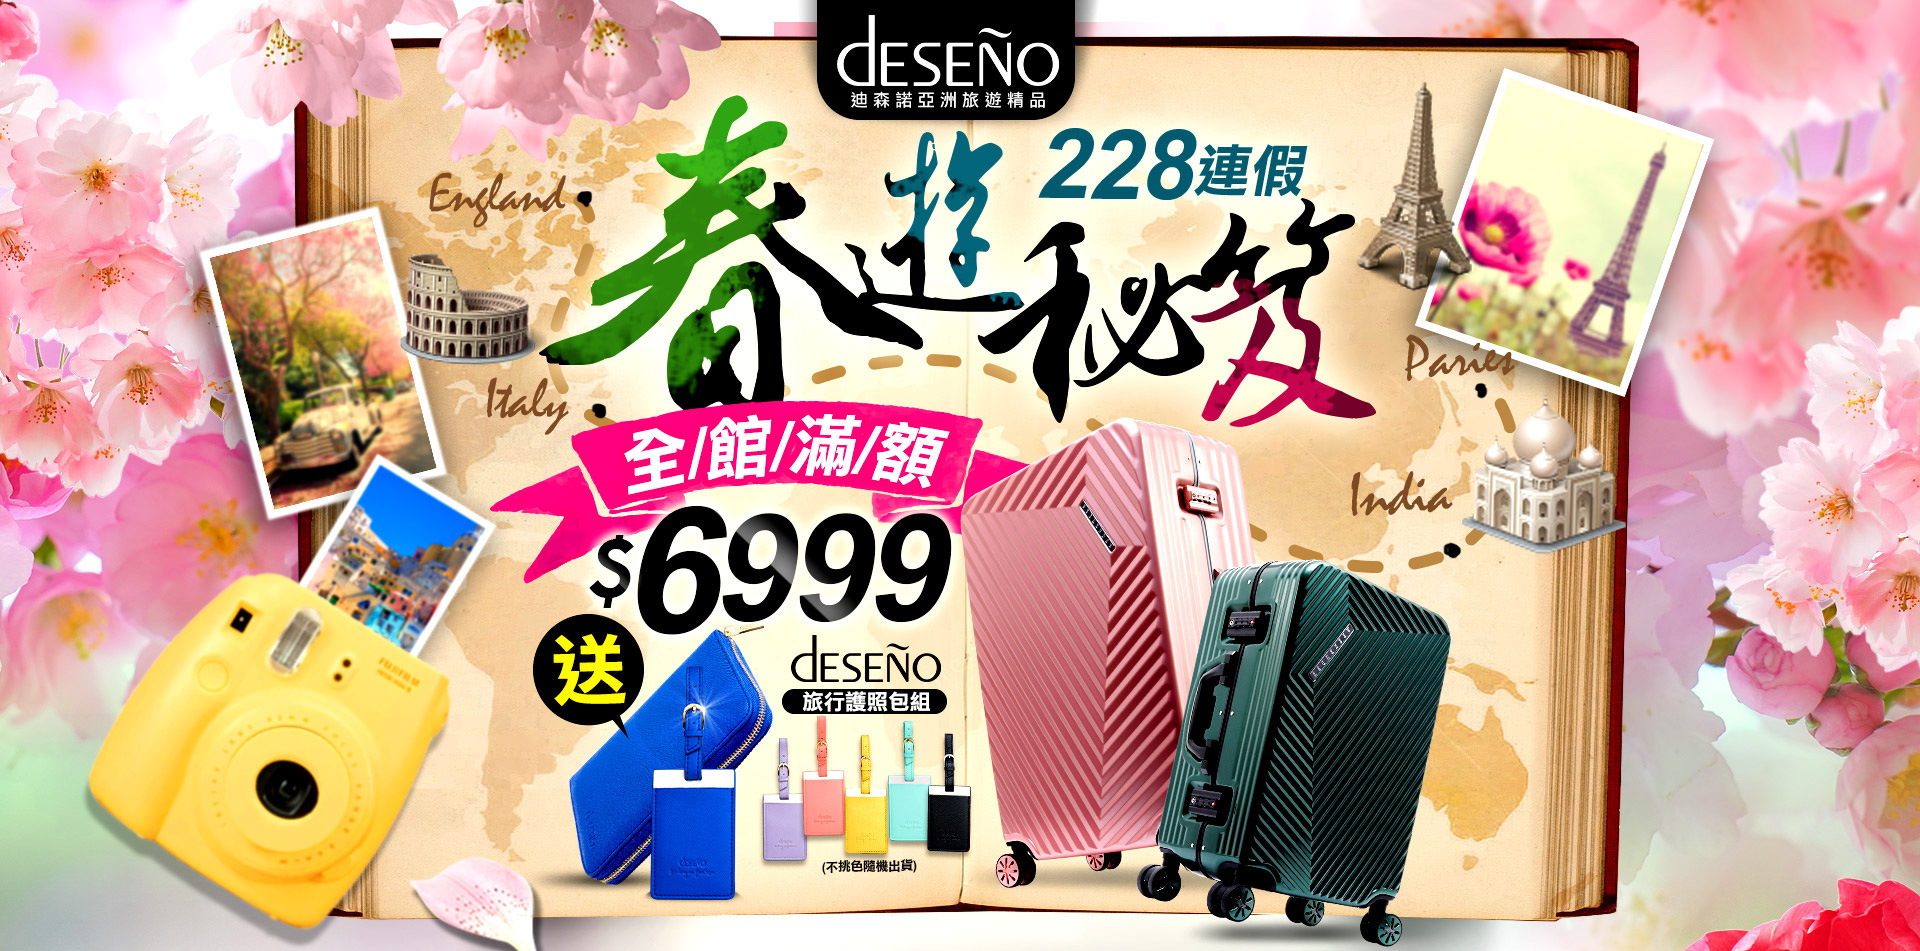 DESEÑO
迪森諾亞洲旅遊精品
228連假
春遊秘笈
England
Italy
Paries
India
全/館/滿/額
$6999
送
DESEÑO
旅行護照包組
(不挑色隨機出貨)
FUJIFILM